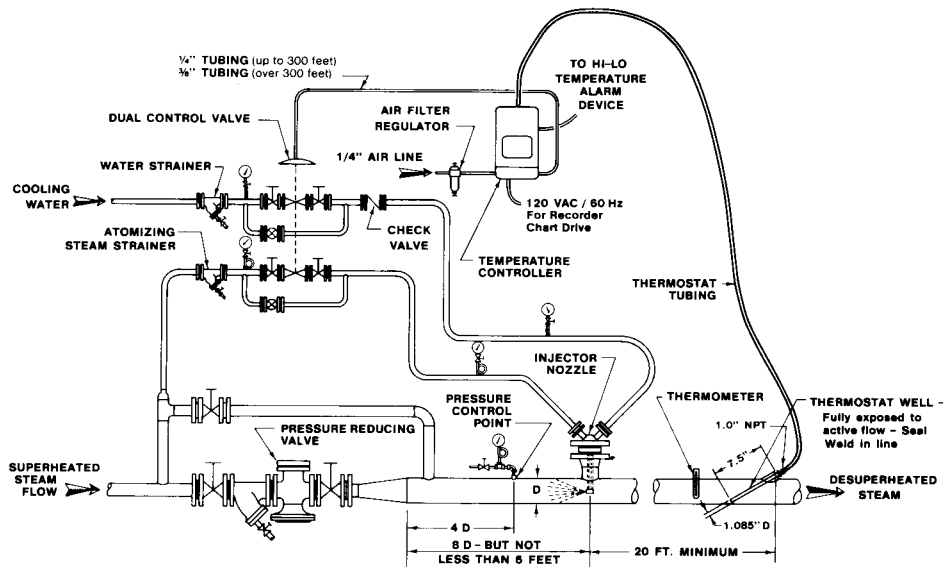 ¼" TUBING (up to 300 feet)
⅜" TUBING (over 300 feet)
TO HI-LO
TEMPERATURE
ALARM
DEVICE
AIR FILTER
REGULATOR
DUAL CONTROL VALVE
1/4" AIR LINE
WATER STRAINER
COOLING
WATER
120 VAC / 60 Hz
For Recorder
Chart Drive
CHECK
VALVE
ATOMIZING
STEAM STRAINER
TEMPERATURE
CONTROLLER
THERMOSTAT
TUBING
INJECTOR
NOZZLE
PRESSURE
CONTROL
POINT
THERMOMETER
THERMOSTAT WELL -
Fully exposed to
active flow - Seal
Weld in line
1.0" NPT
7.5"
PRESSURE REDUCING
VALVE
SUPERHEATED
STEAM
FLOW
D
DESUPERHEATED
STEAM
1.085" D
4 D
8 D - BUT NOT
LESS THAN 6 FEET
20 FT. MINIMUM